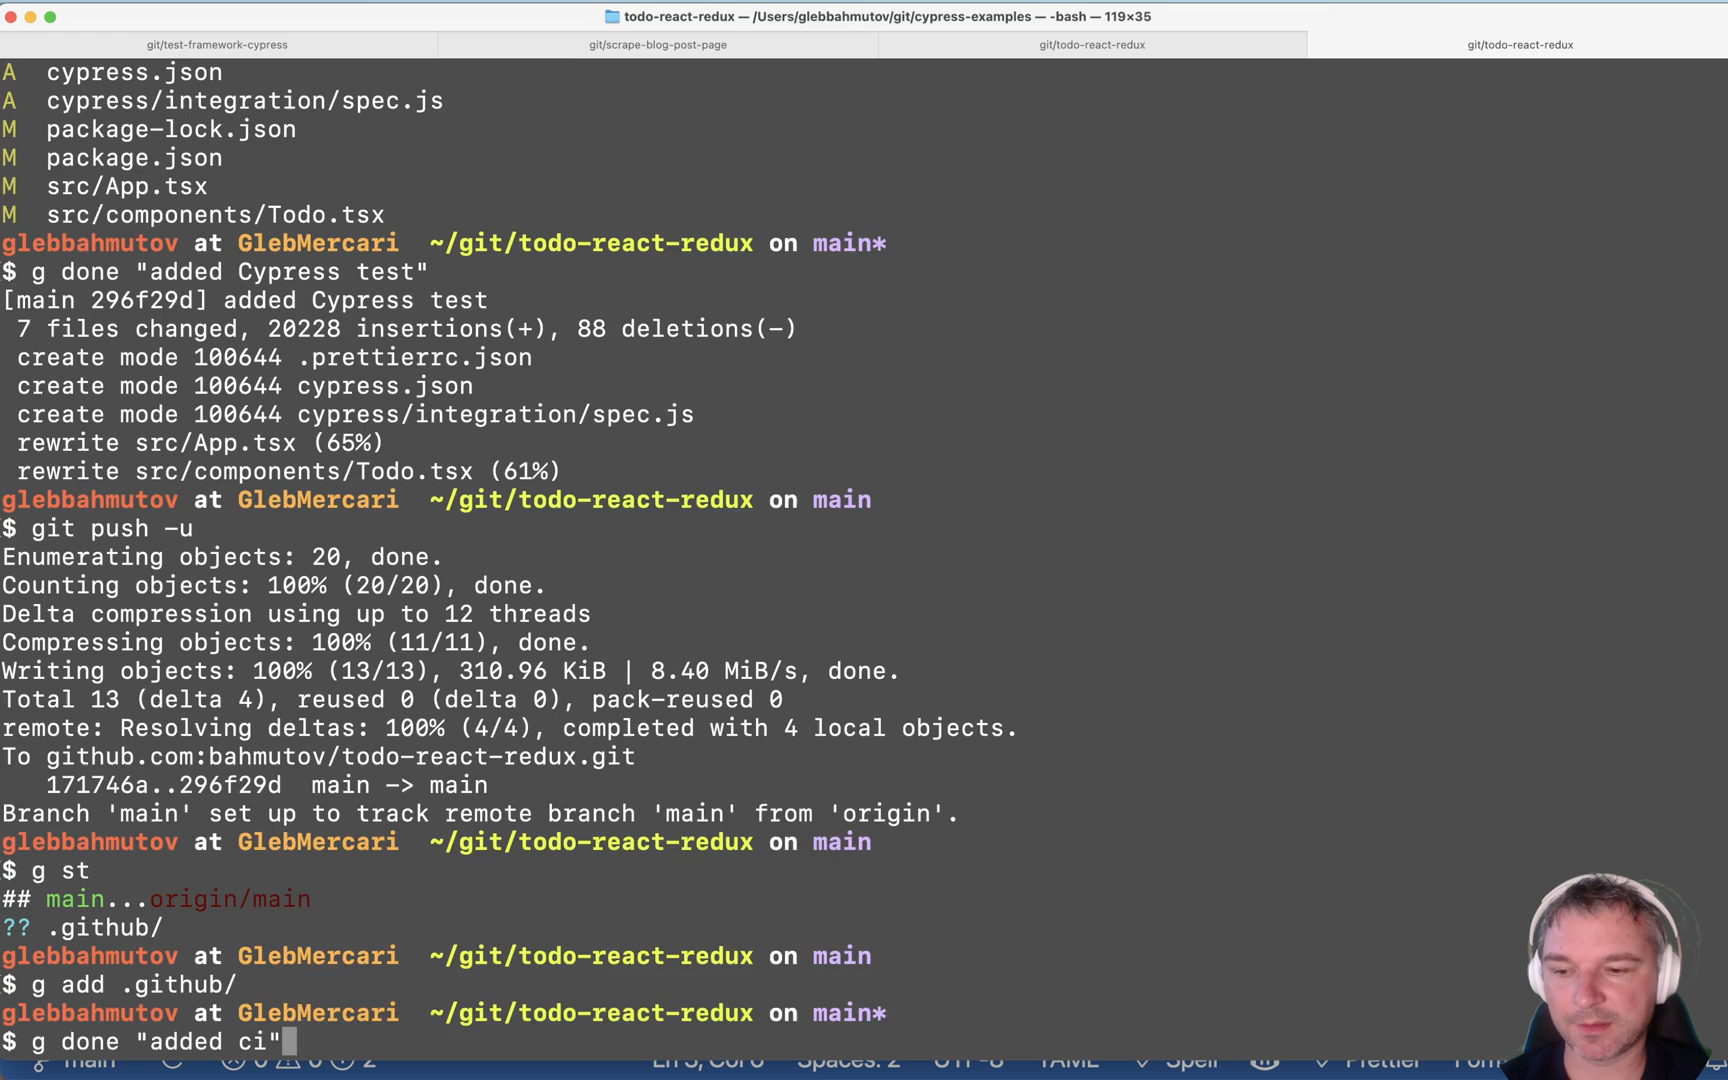 todo-react-redux — /Users/glebbahmutov/git/cypress-examples — -bash — 119×35
git/test-framework-cypress
git/scrape-blog-post-page
git/todo-react-redux
git/todo-react-redux
A cypress.json
A cypress/integration/spec.js
M package-lock.json
M package.json
M src/App.tsx
M src/components/Todo.tsx
glebbahmutov at GlebMercari ~/git/todo-react-redux on main*
$ g done "added Cypress test"
[main 296f29d] added Cypress test
7 files changed, 20228 insertions(+), 88 deletions(-)
create mode 100644 .prettierrc.json
create mode 100644 cypress.json
create mode 100644 cypress/integration/spec.js
rewrite src/App.tsx (65%)
rewrite src/components/Todo.tsx (61%)
glebbahmutov at GlebMercari ~/git/todo-react-redux on main
$ git push -u
Enumerating objects: 20, done.
Counting objects: 100% (20/20), done.
Delta compression using up to 12 threads
Compressing objects: 100% (11/11), done.
Writing objects: 100% (13/13), 310.96 KiB | 8.40 MiB/s, done.
Total 13 (delta 4), reused 0 (delta 0), pack-reused 0
remote: Resolving deltas: 100% (4/4), completed with 4 local objects.
To github.com:bahmutov/todo-react-redux.git
171746a..296f29d main -> main
Branch 'main' set up to track remote branch 'main' from 'origin'.
glebbahmutov at GlebMercari ~/git/todo-react-redux on main
$ g st
## main...origin/main
?? .github/
glebbahmutov at GlebMercari ~/git/todo-react-redux on main
$ g add .github/
glebbahmutov at GlebMercari ~/git/todo-react-redux on main*
$ g done "added ci"
main 0 0 2 Spaces: 2 UTF-8 YAML Spell Prettier